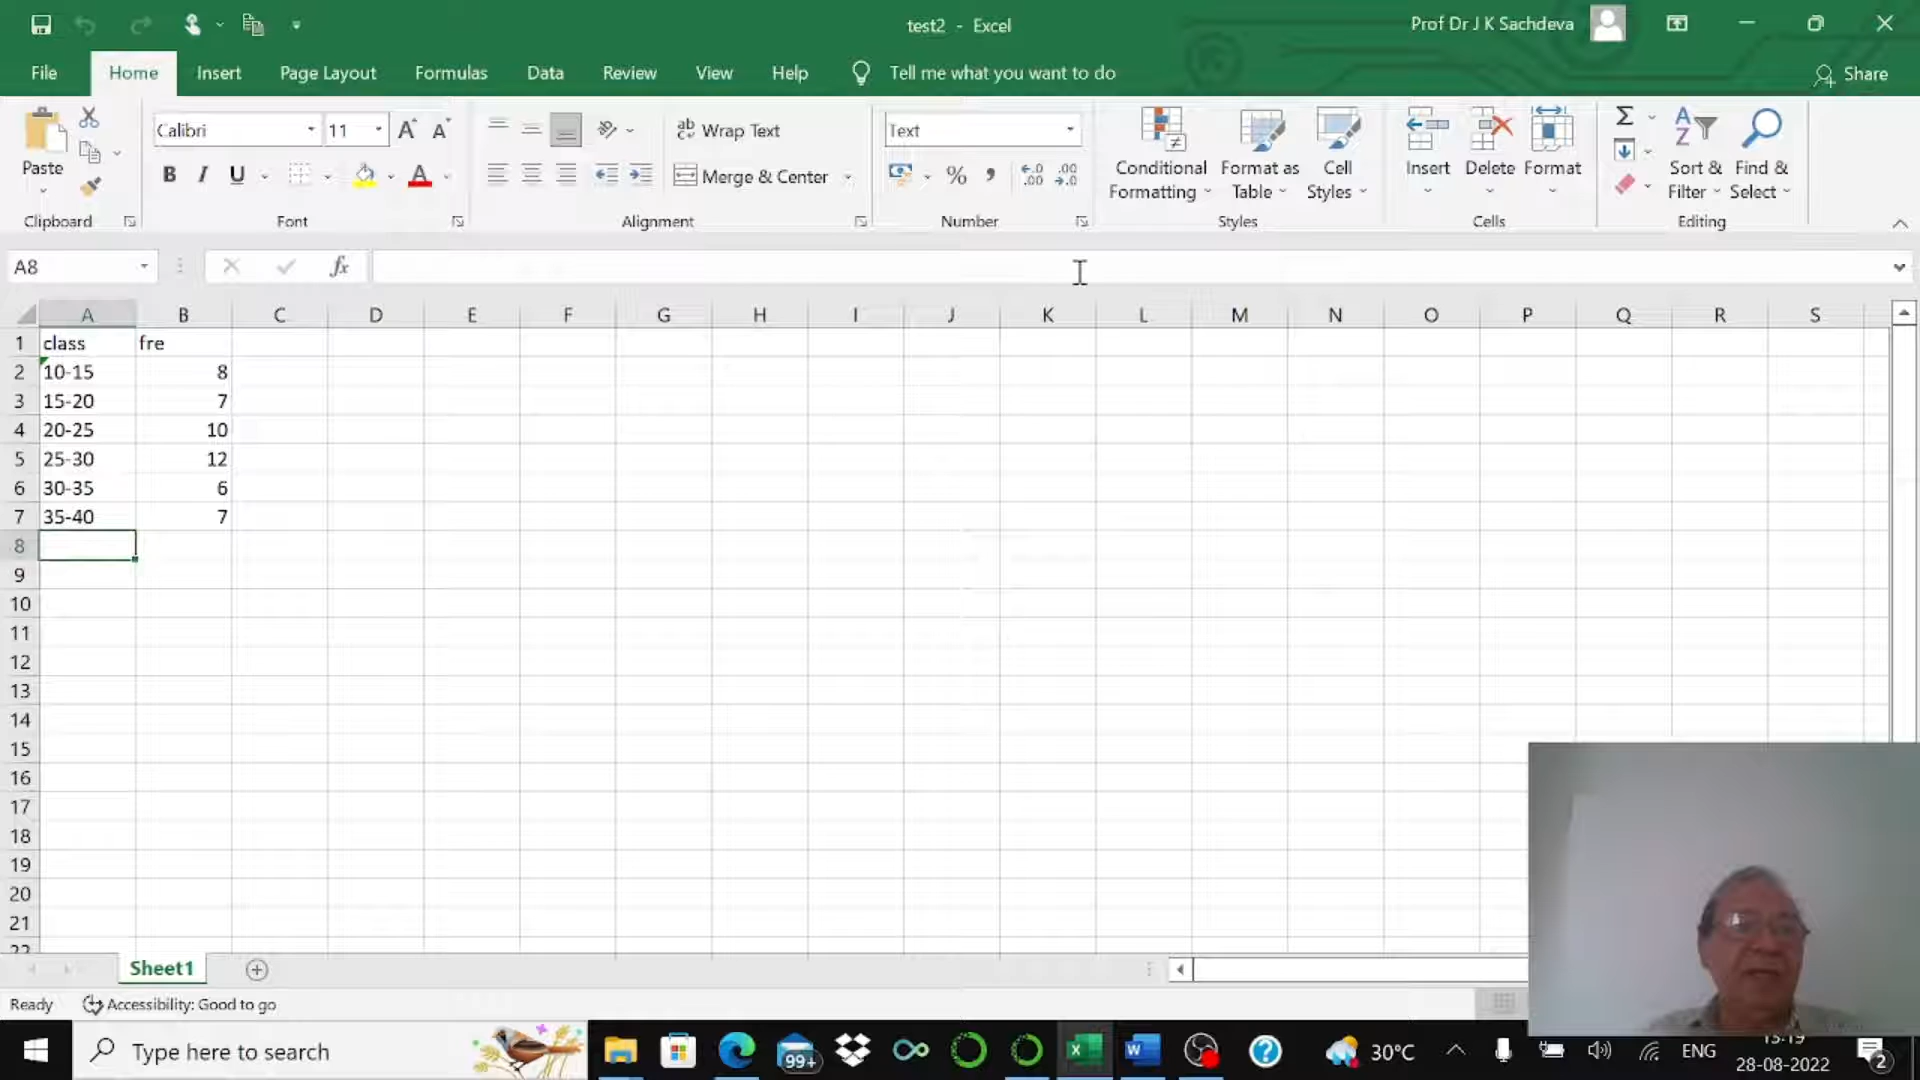 test2 - Excel
Prof Dr J K Sachdeva
File Home Insert Page Layout Formulas Data Review View Help Tell me what you want to do Share
Paste
Clipboard
Calibri 11
B I U A
Font
Wrap Text
Merge & Center
Alignment
Text
% ,
Number
Conditional Formatting
Format as Table
Cell Styles
Styles
Insert Delete Format
Cells
Sort & Filter
Find & Select
Editing
A8
fx
A B C D E F G H I J K L M N O P Q R S
1 class fre
2 10-15 8
3 15-20 7
4 20-25 10
5 25-30 12
6 30-35 6
7 35-40 7
8
9
10
11
12
13
14
15
16
17
18
19
20
21
22
Sheet1
Ready Accessibility: Good to go
Type here to search
99+
30°C
ENG
28-08-2022
2